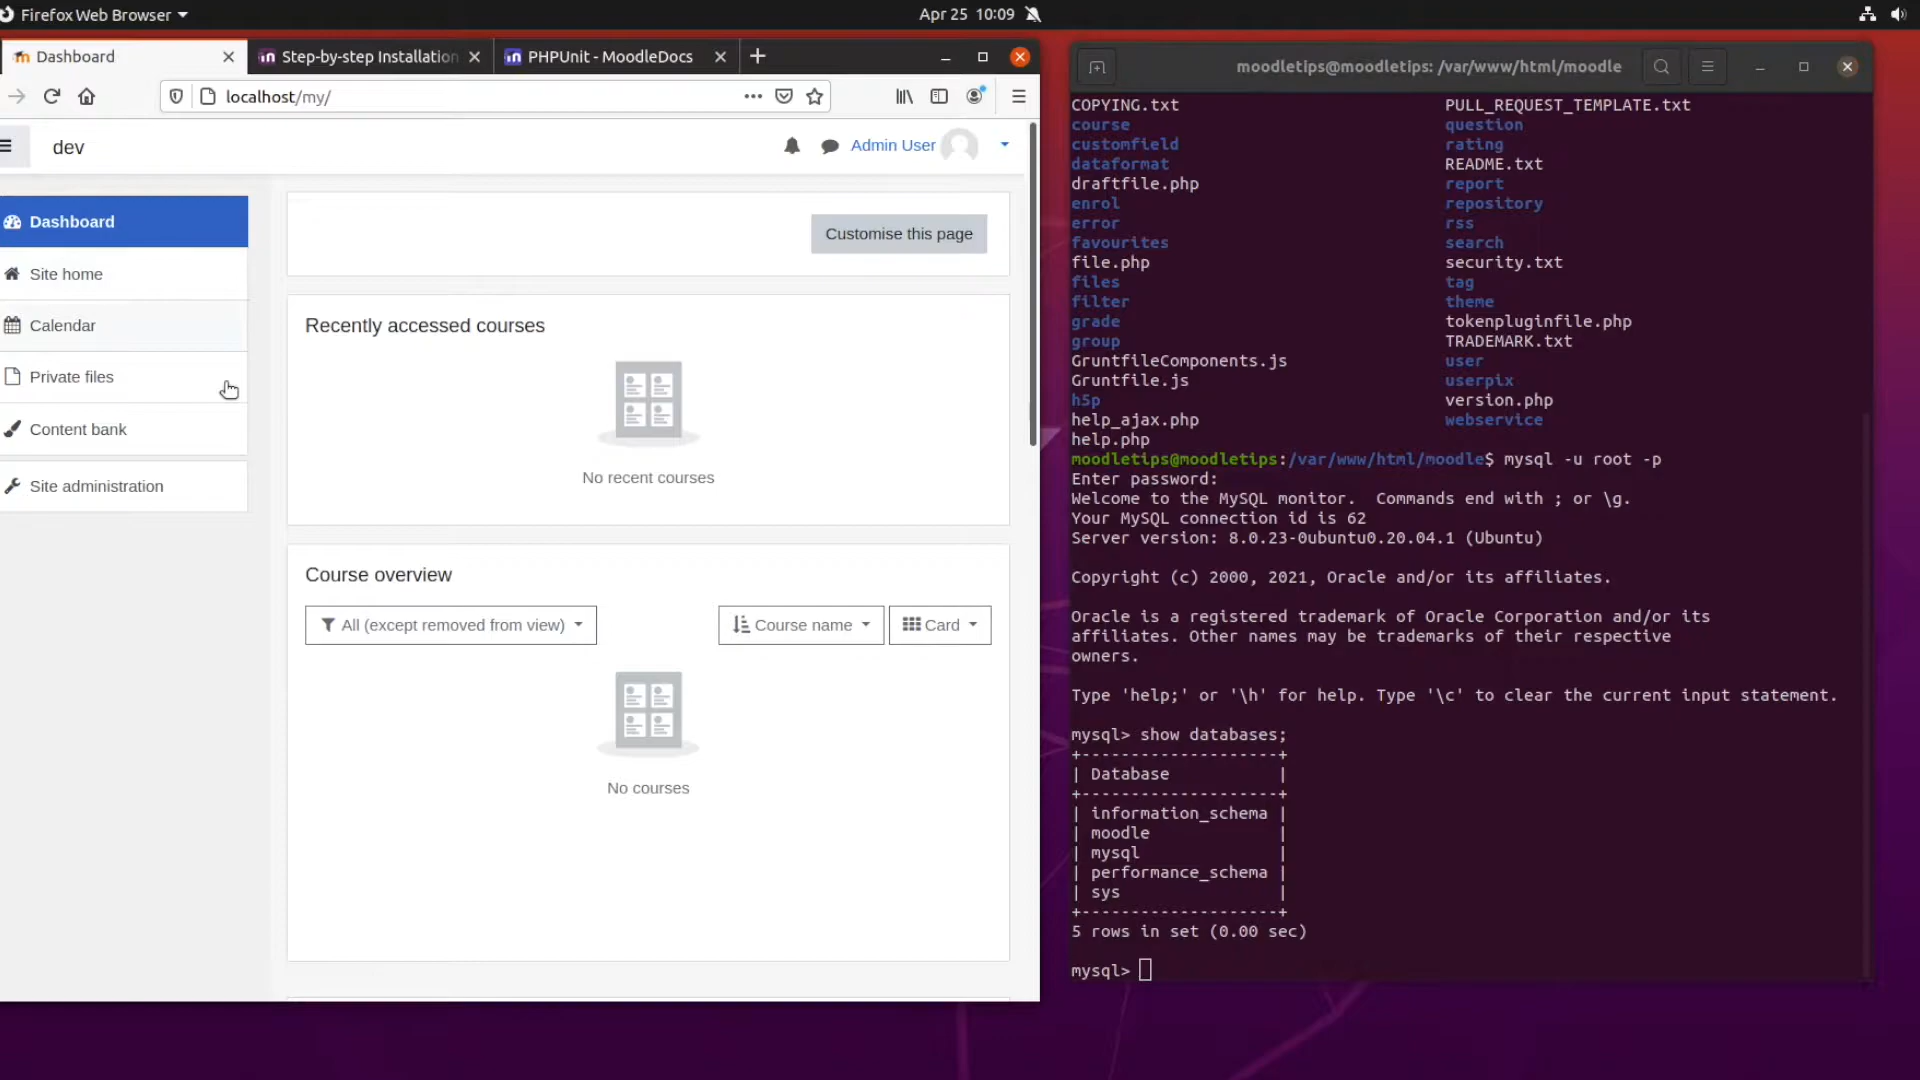 Firefox Web Browser
Apr 25 10:09
Dashboard
Step-by-step Installation
PHPUnit - MoodleDocs
localhost/my/
dev
Admin User
Dashboard
Site home
Calendar
Private files
Content bank
Site administration
Customise this page
Recently accessed courses
No recent courses
Course overview
All (except removed from view)
Course name
Card
No courses
moodletips@moodletips: /var/www/html/moodle
COPYING.txt PULL_REQUEST_TEMPLATE.txt
course question
customfield rating
dataformat README.txt
draftfile.php report
enrol repository
error rss
favourites search
file.php security.txt
files tag
filter theme
grade tokenpluginfile.php
group TRADEMARK.txt
GruntfileComponents.js user
Gruntfile.js userpix
h5p version.php
help_ajax.php webservice
help.php
moodletips@moodletips:/var/www/html/moodle$ mysql -u root -p
Enter password:
Welcome to the MySQL monitor.  Commands end with ; or \g.
Your MySQL connection id is 62
Server version: 8.0.23-0ubuntu0.20.04.1 (Ubuntu)
Copyright (c) 2000, 2021, Oracle and/or its affiliates.
Oracle is a registered trademark of Oracle Corporation and/or its
affiliates. Other names may be trademarks of their respective
owners.
Type 'help;' or '\h' for help. Type '\c' to clear the current input statement.
mysql> show databases;
+--------------------+
| Database           |
+--------------------+
| information_schema |
| moodle             |
| mysql              |
| performance_schema |
| sys                |
+--------------------+
5 rows in set (0.00 sec)
mysql>